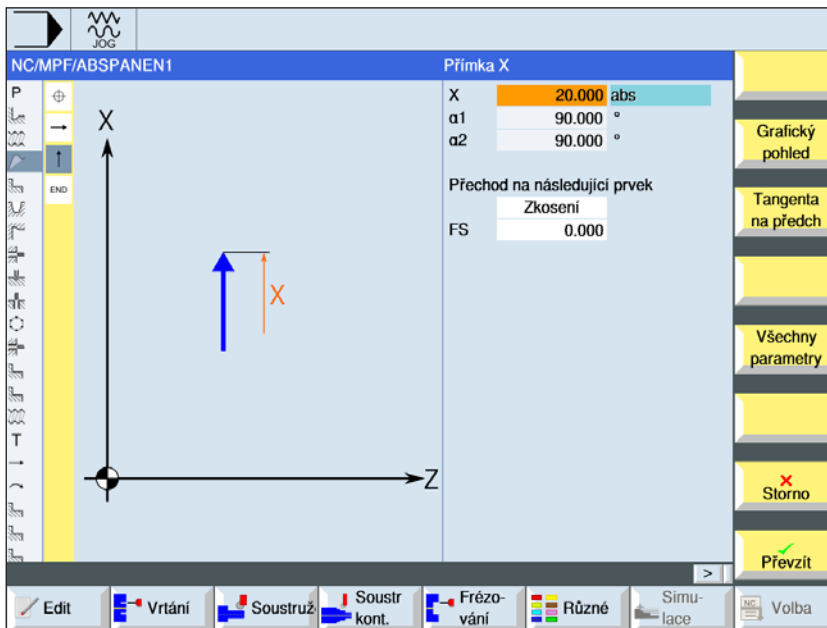 JOG
NC/MPF/ABSPANEN1
Přímka X
P
END
T
X
X
Z
X 20.000 abs
α1 90.000 °
α2 90.000 °
Přechod na následující prvek
Zkosení
FS 0.000
Grafický
pohled
Tangenta
na předch
Všechny
parametry
Storno
Převzít
>
Edit
Vrtání
Soustruž
Soustr
kont.
Frézo-
vání
Různé
Simu-
lace
NC
Volba